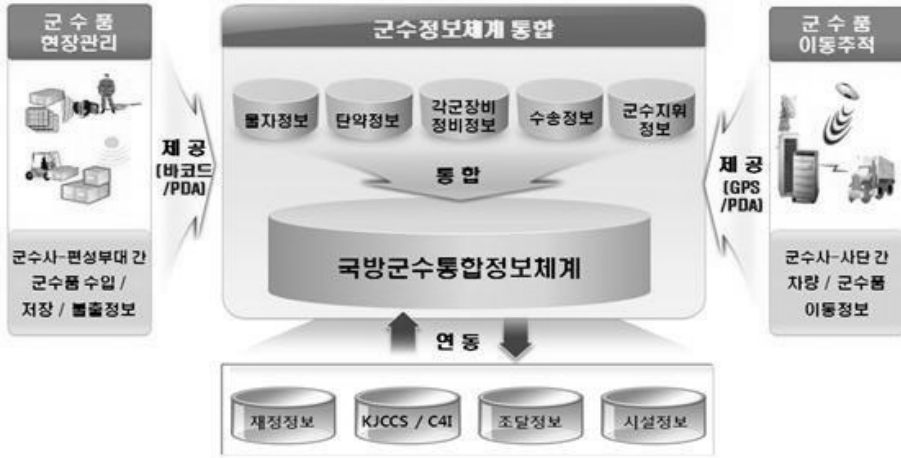 군 수 품
현장관리
제 공
(바코드
/PDA)
군수사-편성부대 간
군수품 수입 /
저장 / 불출정보
군수정보체계 통합
물자정보
탄약정보
각군장비
정비정보
수송정보
군수지휘
정보
통 합
국방군수통합정보체계
연 동
재정정보
KJCCS / C4I
조달정보
시설정보
군 수 품
이동추적
제 공
(GPS
/PDA)
군수사-사단 간
차량 / 군수품
이동정보